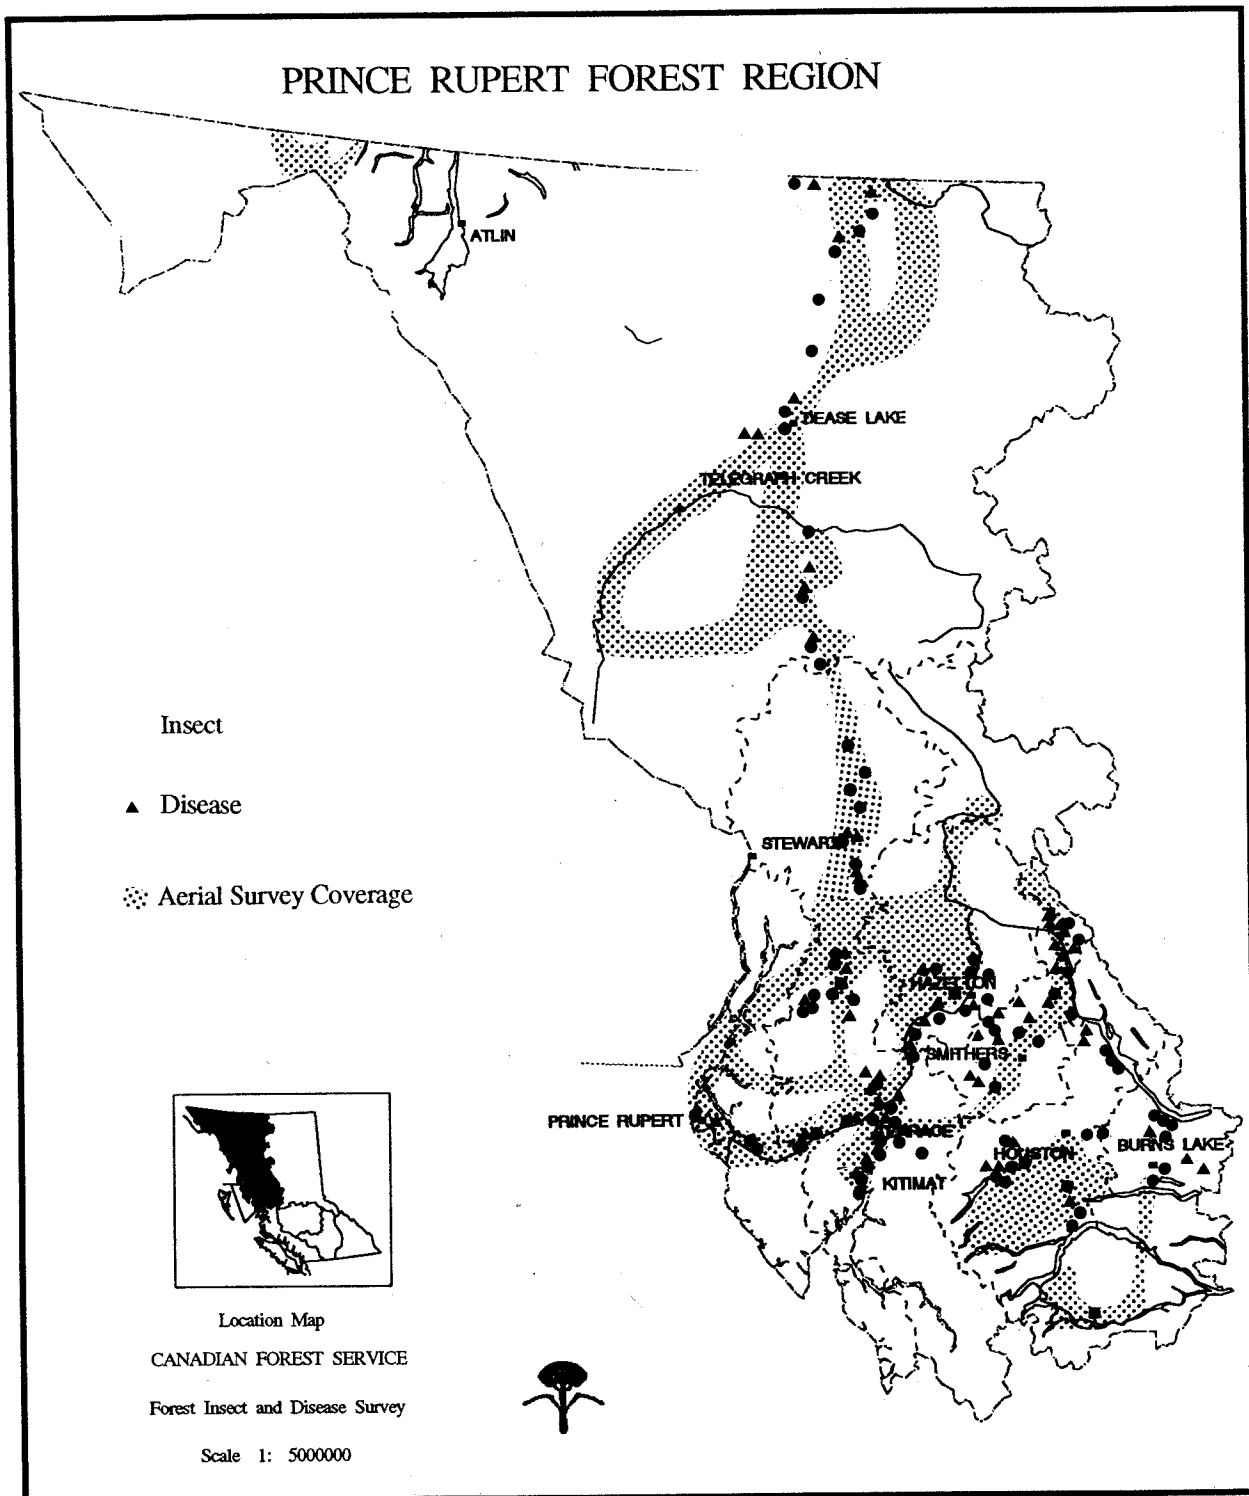 PRINCE RUPERT FOREST REGION
ATLIN
DEASE LAKE
TELEGRAPH CREEK
Insect
Disease
STEWART
Aerial Survey Coverage
HAZELTON
SMITHERS
PRINCE RUPERT
TERRACE
HOUSTON
BURNS LAKE
KITIMAT
Location Map
CANADIAN FOREST SERVICE
Forest Insect and Disease Survey
Scale 1: 5000000